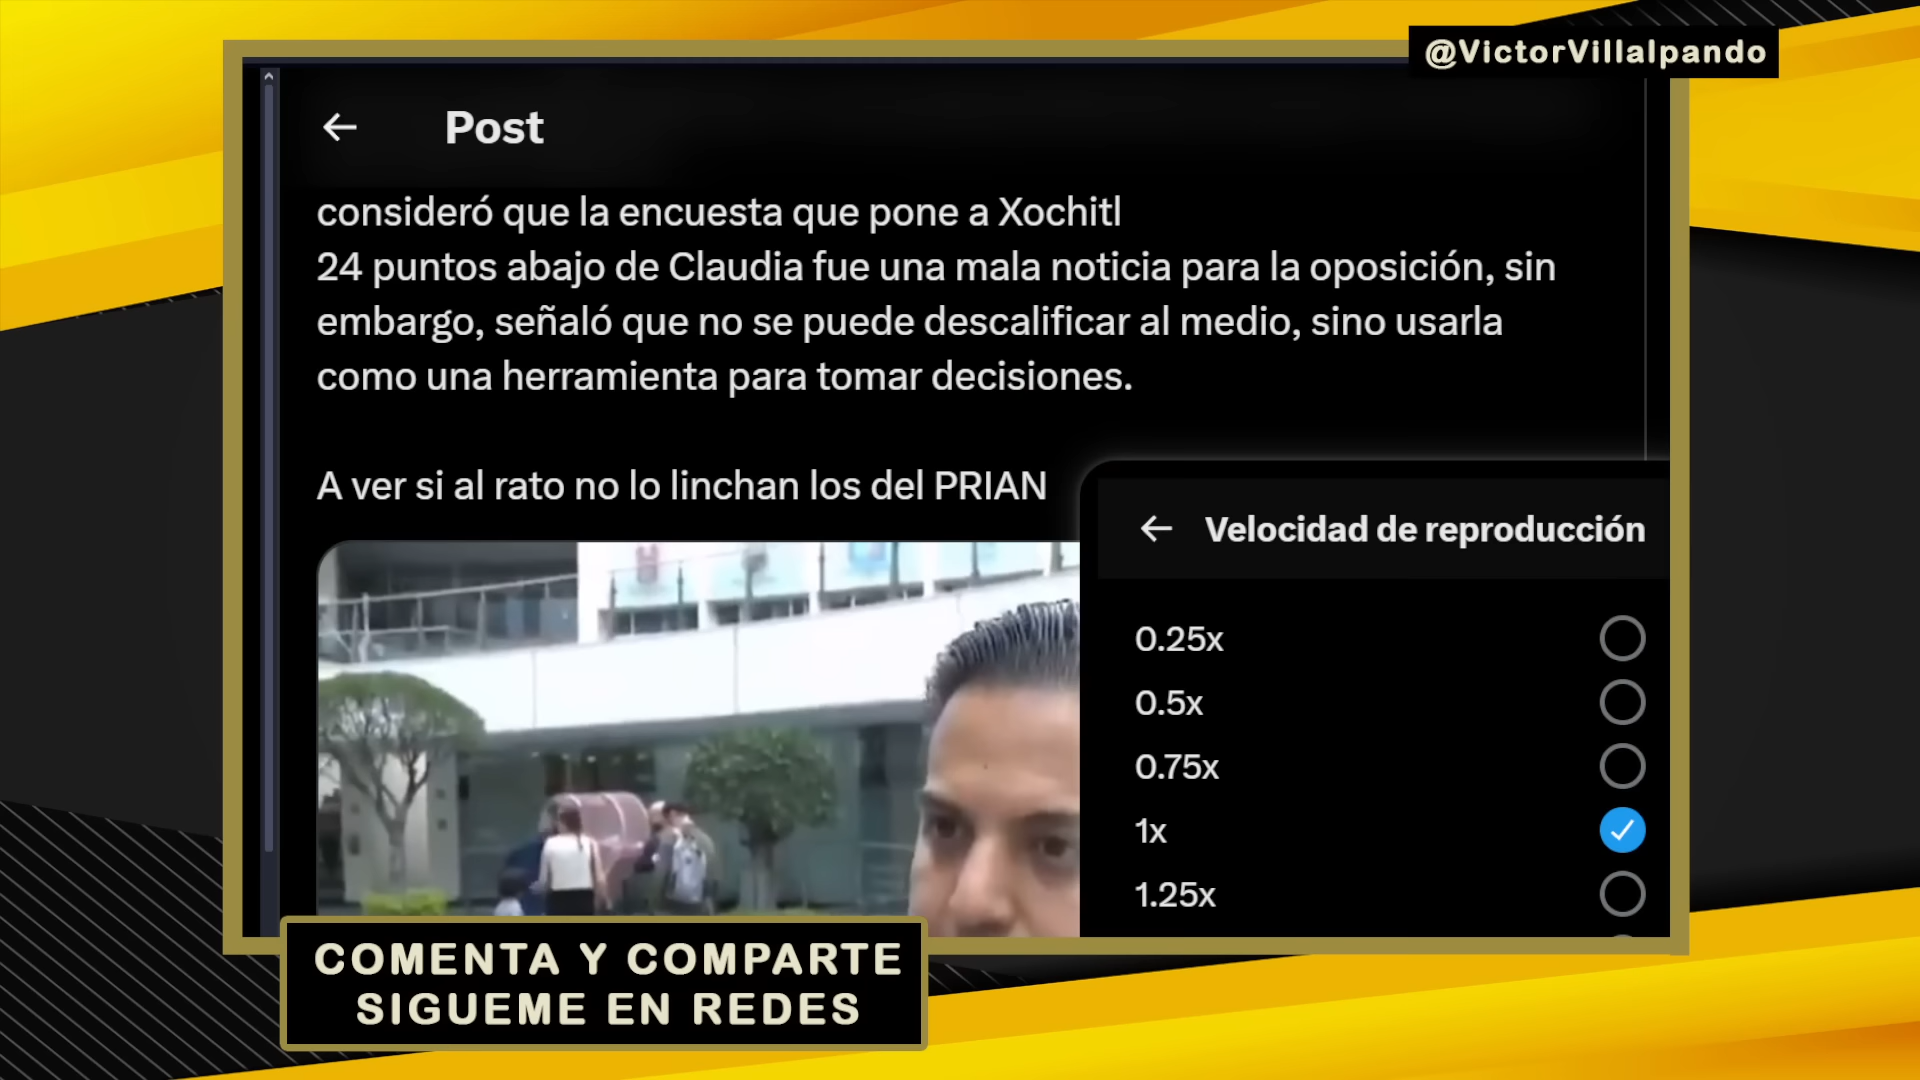 @VictorVillalpando
Post
consideró que la encuesta que pone a Xochitl
24 puntos abajo de Claudia fue una mala noticia para la oposición, sin
embargo, señaló que no se puede descalificar al medio, sino usarla
como una herramienta para tomar decisiones.
A ver si al rato no lo linchan los del PRIAN
Velocidad de reproducción
0.25x
0.5x
0.75x
1x
1.25x
COMENTA Y COMPARTE
SIGUEME EN REDES